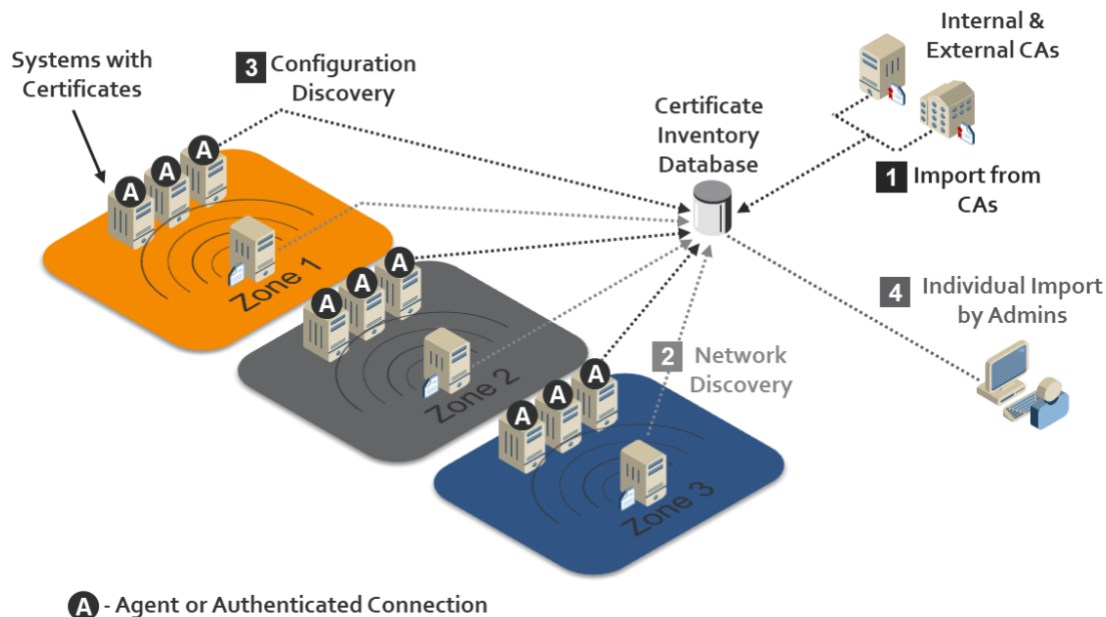 Systems with
Certificates
3 Configuration
Discovery
Certificate
Inventory
Database
Internal &
External CAs
1 Import from
CAs
A
A
A
Zone 1
A
A
A
Zone 2
A
A
A
Zone 3
2 Network
Discovery
4 Individual Import
by Admins
A - Agent or Authenticated Connection